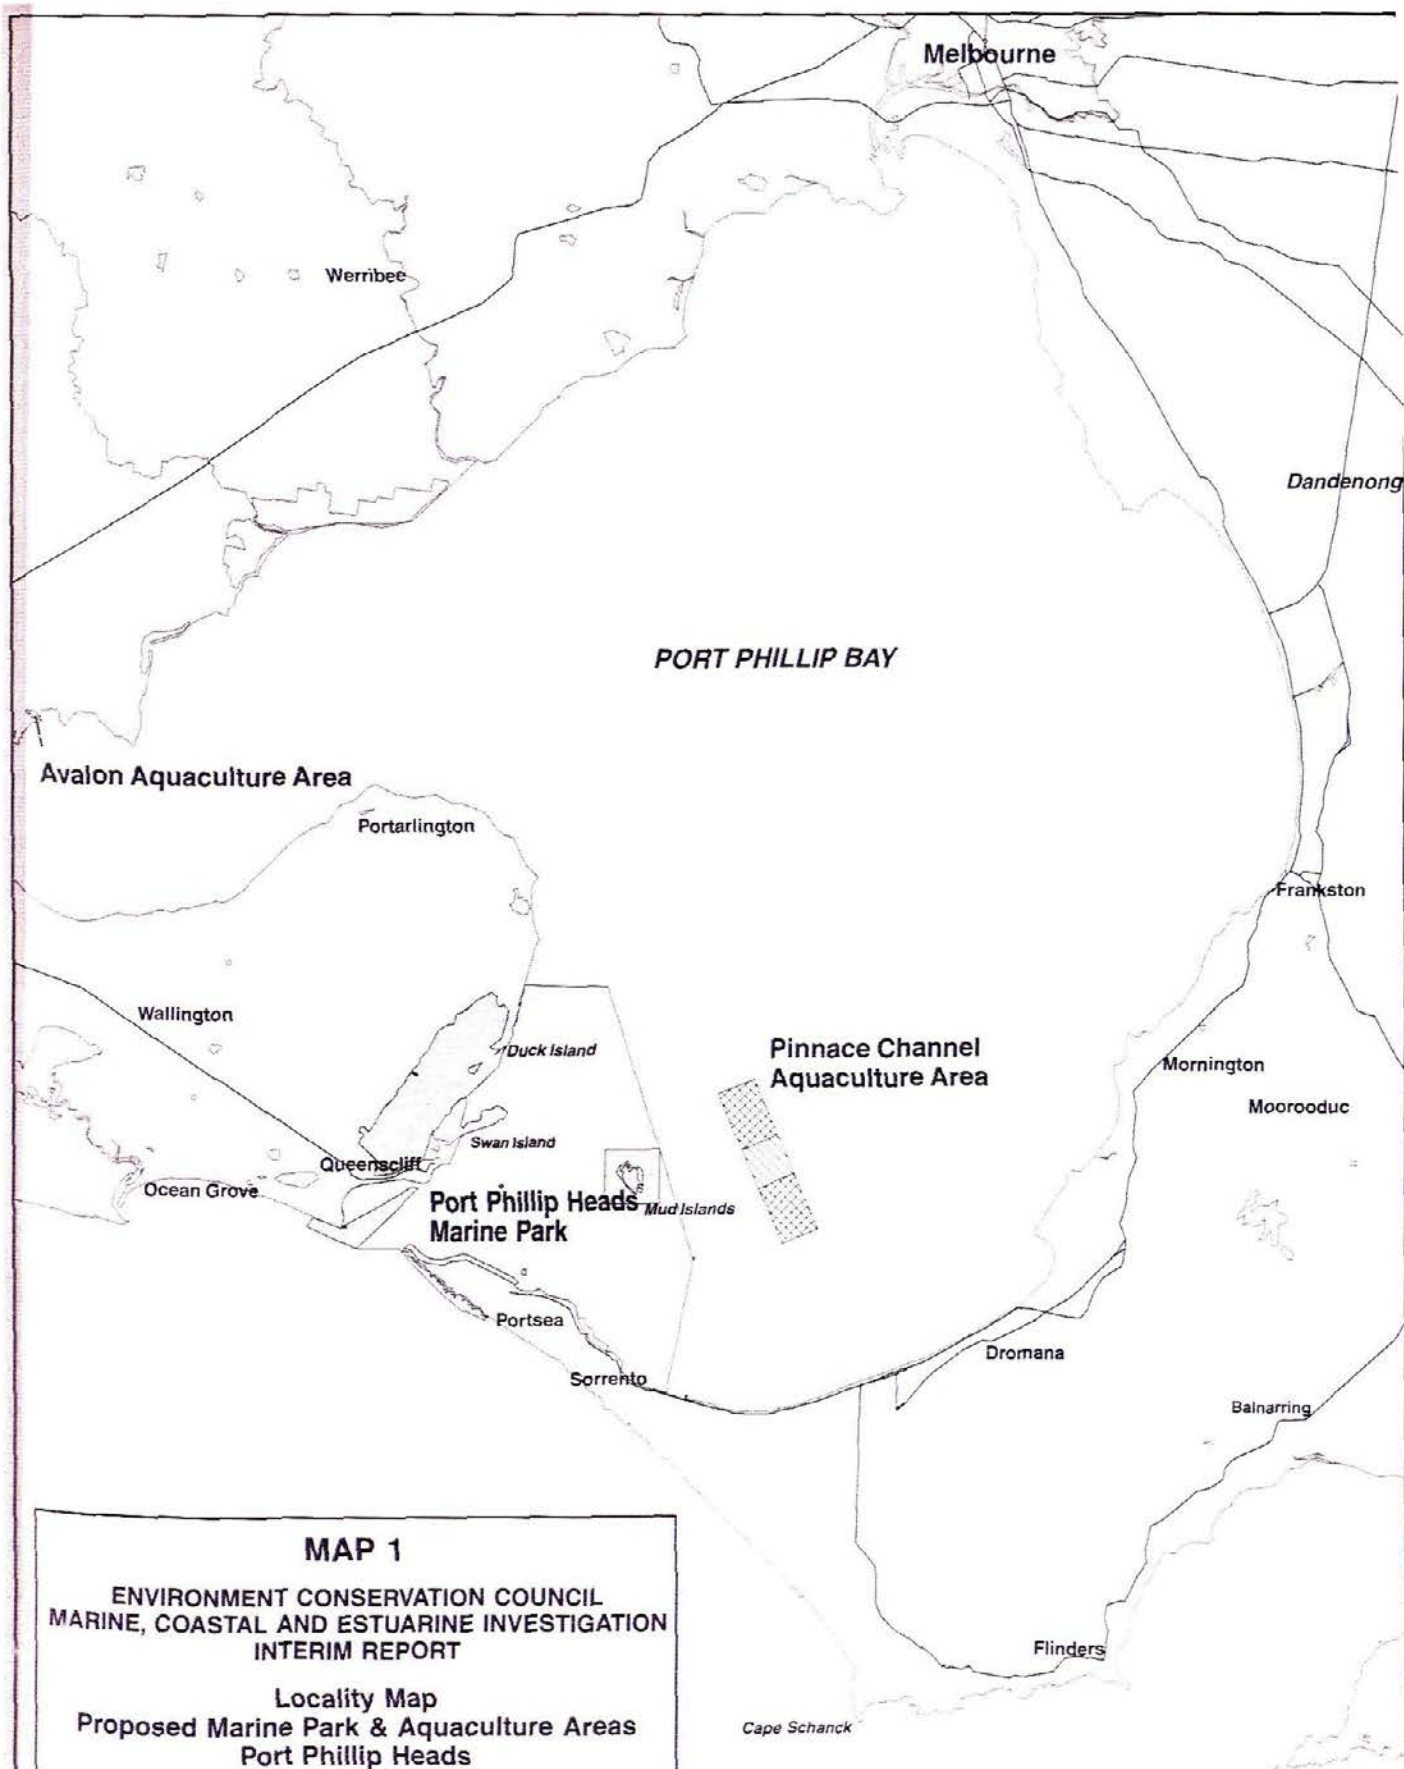 Melbourne
Werribee
Dandenong
PORT PHILLIP BAY
Avalon Aquaculture Area
Portarlington
Frankston
Wallington
Duck Island
Pinnace Channel
Aquaculture Area
Mornington
Moorooduc
Swan Island
Queenscliff
Ocean Grove
Port Phillip Heads
Marine Park
Mud Islands
Portsea
Dromana
Sorrento
Balnarring
Flinders
Cape Schanck
MAP 1
ENVIRONMENT CONSERVATION COUNCIL
MARINE, COASTAL AND ESTUARINE INVESTIGATION
INTERIM REPORT
Locality Map
Proposed Marine Park & Aquaculture Areas
Port Phillip Heads